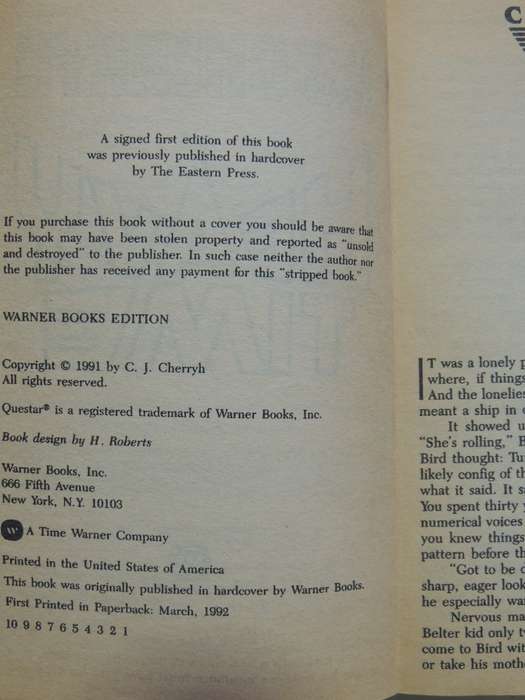 A signed first edition of this book
was previously published in hardcover
by The Eastern Press.
If you purchase this book without a cover you should be aware that
this book may have been stolen property and reported as "unsold
and destroyed" to the publisher. In such case neither the author nor
the publisher has received any payment for this "stripped book."
WARNER BOOKS EDITION
Copyright © 1991 by C. J. Cherryh
All rights reserved.
Questar® is a registered trademark of Warner Books, Inc.
Book design by H. Roberts
Warner Books, Inc.
666 Fifth Avenue
New York, N.Y. 10103
W A Time Warner Company
Printed in the United States of America
This book was originally published in hardcover by Warner Books.
First Printed in Paperback: March, 1992
10 9 8 7 6 5 4 3 2 1
C
IT was a lonely
where, if things
And the lonelies
meant a ship in
It showed
"She's rolling,"
Bird thought:
likely config of
what it said. It
You spent thirty
numerical voices
you knew things
pattern before
"Got to be
sharp, eager look
he especially
Nervous
Belter kid only
come to Bird
or take his